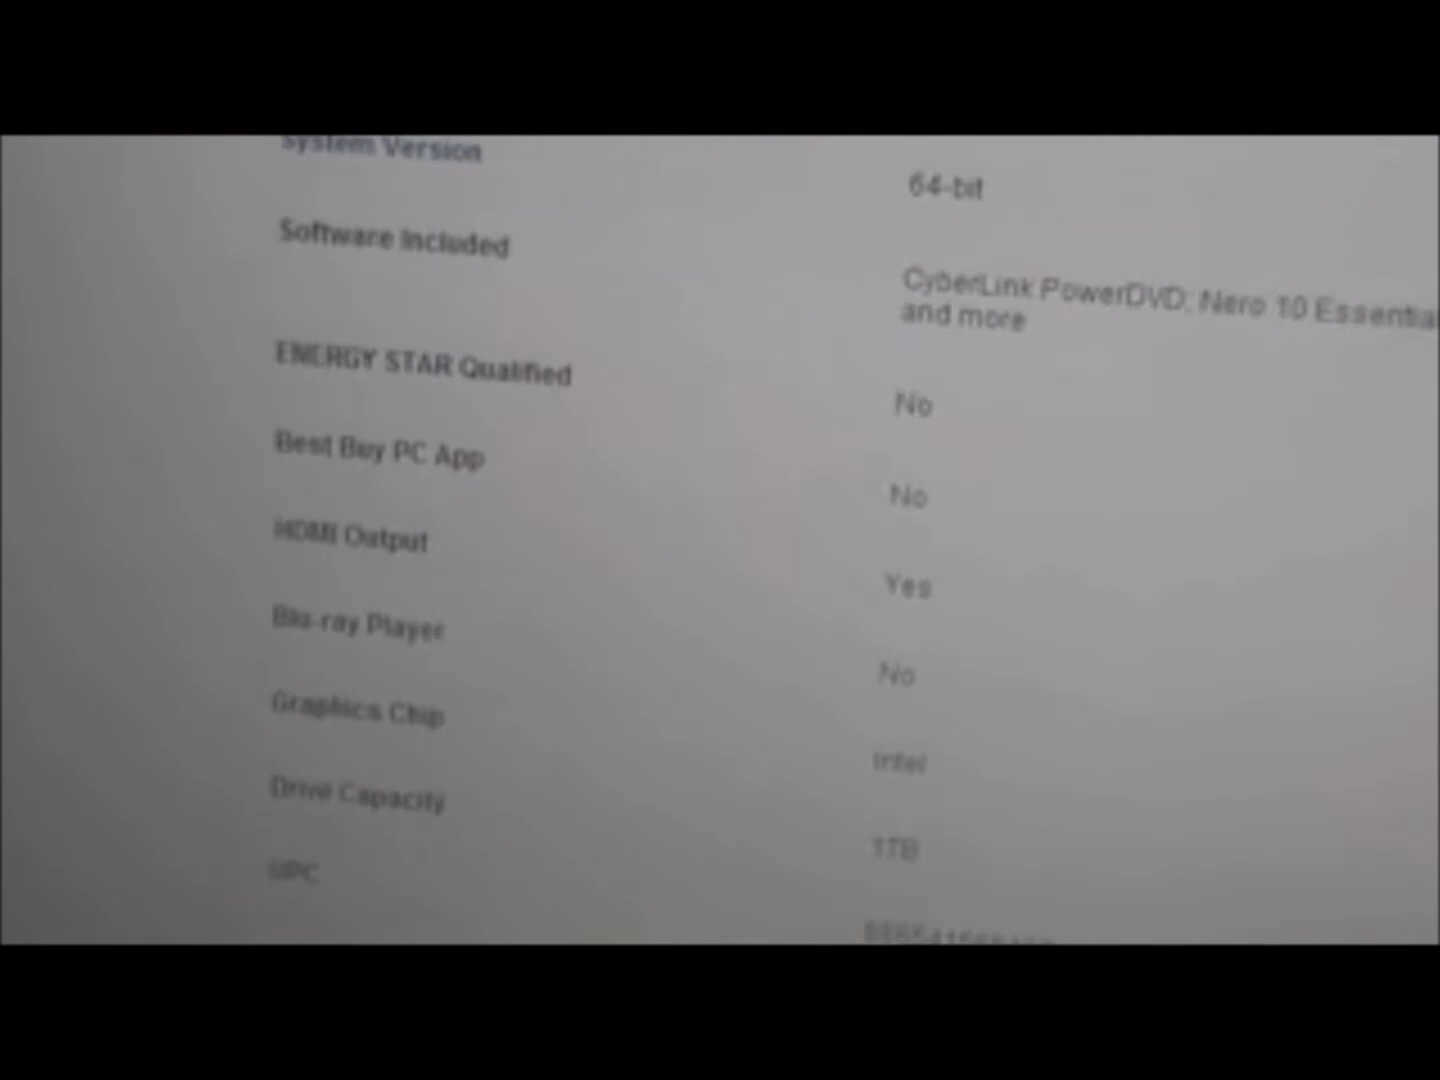 System Version
64-bit
Software Included
CyberLink PowerDVD; Nero 10 Essentia
and more
ENERGY STAR Qualified
No
Best Buy PC App
No
HDMI Output
Yes
Blu-ray Player
No
Graphics Chip
Intel
Drive Capacity
1TB
UPC